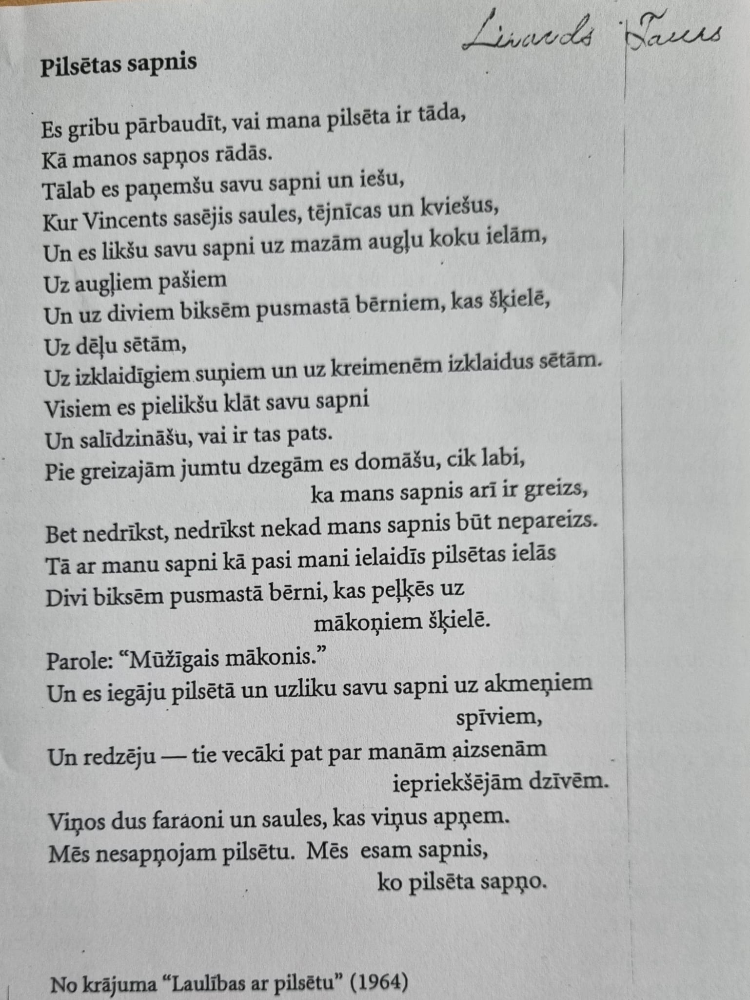 Linards Tauns
Pilsētas sapnis
Es gribu pārbaudīt, vai mana pilsēta ir tāda,
Kā manos sapņos rādās.
Tālab es paņemšu savu sapni un iešu,
Kur Vincents sasējis saules, tējnīcas un kviešus,
Un es likšu savu sapni uz mazām augļu koku ielām,
Uz augļiem pašiem
Un uz diviem biksēm pusmastā bērniem, kas šķielē,
Uz dēļu sētām,
Uz izklaidīgiem suņiem un uz kreimenēm izklaidus sētām.
Visiem es pielikšu klāt savu sapni
Un salīdzināšu, vai ir tas pats.
Pie greizajām jumtu dzegām es domāšu, cik labi,
ka mans sapnis arī ir greizs,
Bet nedrīkst, nedrīkst nekad mans sapnis būt nepareizs.
Tā ar manu sapni kā pasi mani ielaidīs pilsētas ielās
Divi biksēm pusmastā bērni, kas peļķēs uz
mākoņiem šķielē.
Parole: “Mūžīgais mākonis.”
Un es iegāju pilsētā un uzliku savu sapni uz akmeņiem
spīviem,
Un redzēju — tie vecāki pat par manām aizsenām
iepriekšējām dzīvēm.
Viņos dus faraoni un saules, kas viņus apņem.
Mēs nesapņojam pilsētu. Mēs esam sapnis,
ko pilsēta sapņo.
No krājuma “Laulības ar pilsētu” (1964)